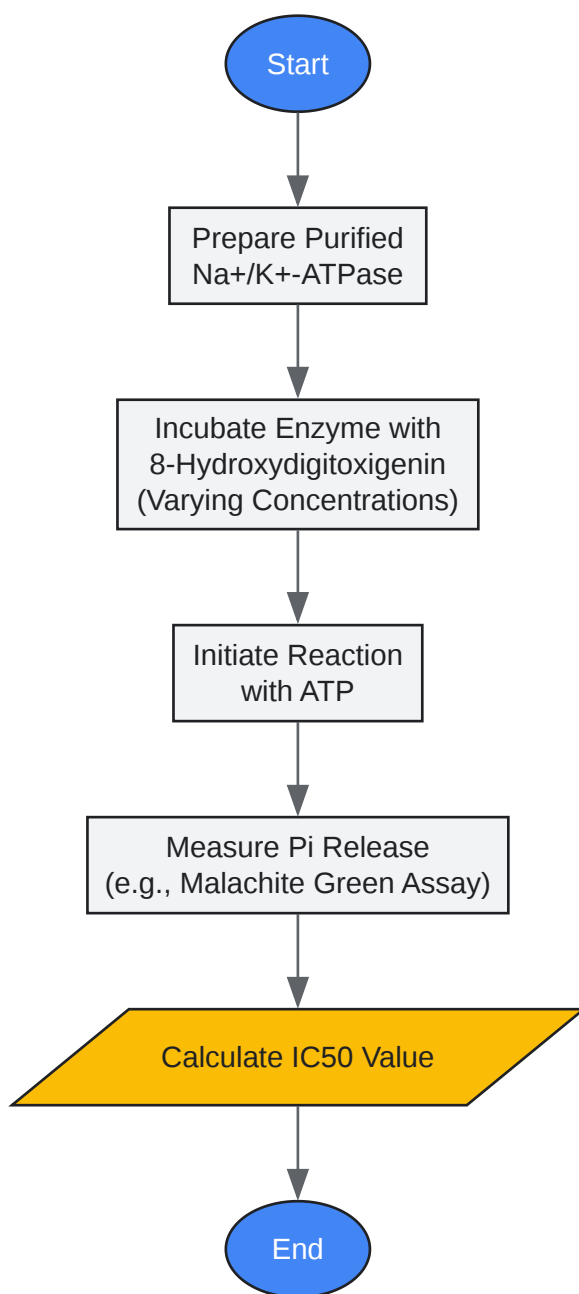 Start
Prepare Purified
Na+/K+-ATPase
Incubate Enzyme with
8-Hydroxydigitoxigenin
(Varying Concentrations)
Initiate Reaction
with ATP
Measure Pi Release
(e.g., Malachite Green Assay)
Calculate IC50 Value
End